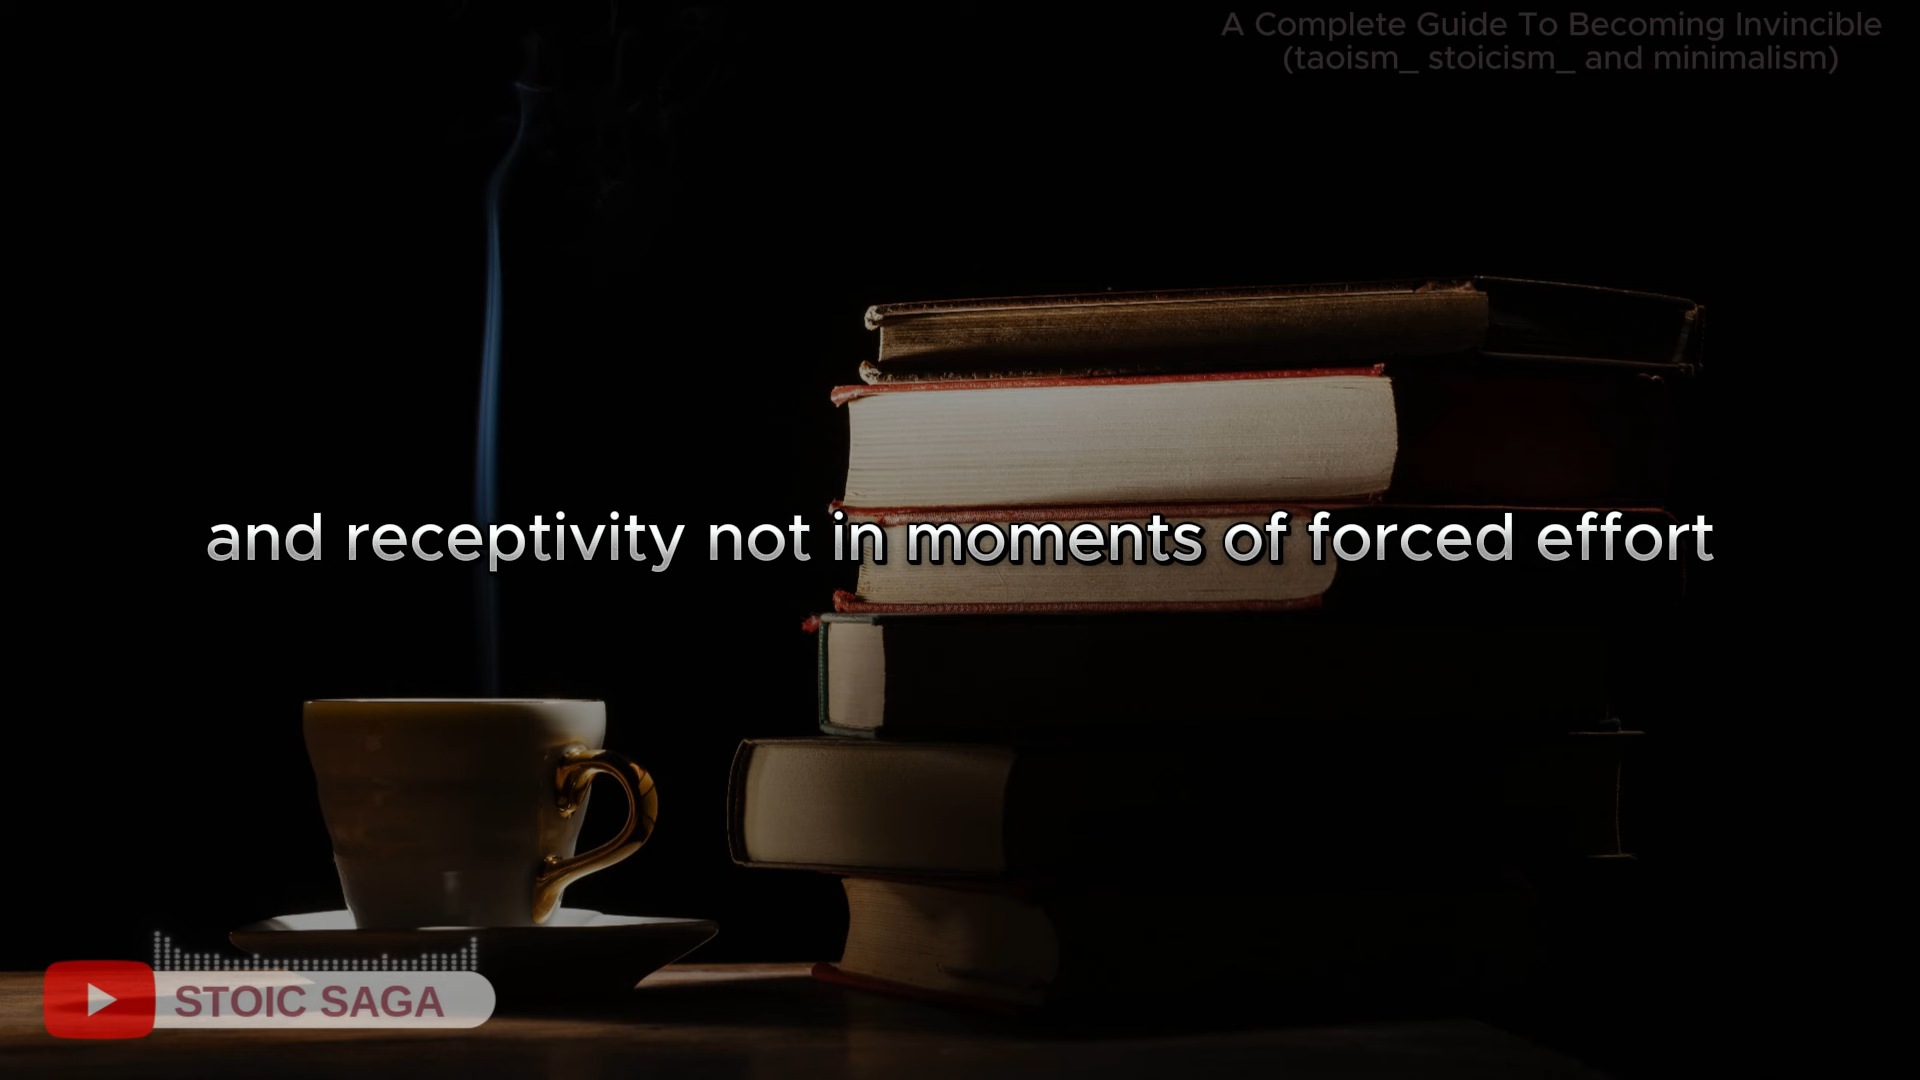 A Complete Guide To Becoming Invincible
(taoism_ stoicism_ and minimalism)
and receptivity not in moments of forced effort
STOIC SAGA